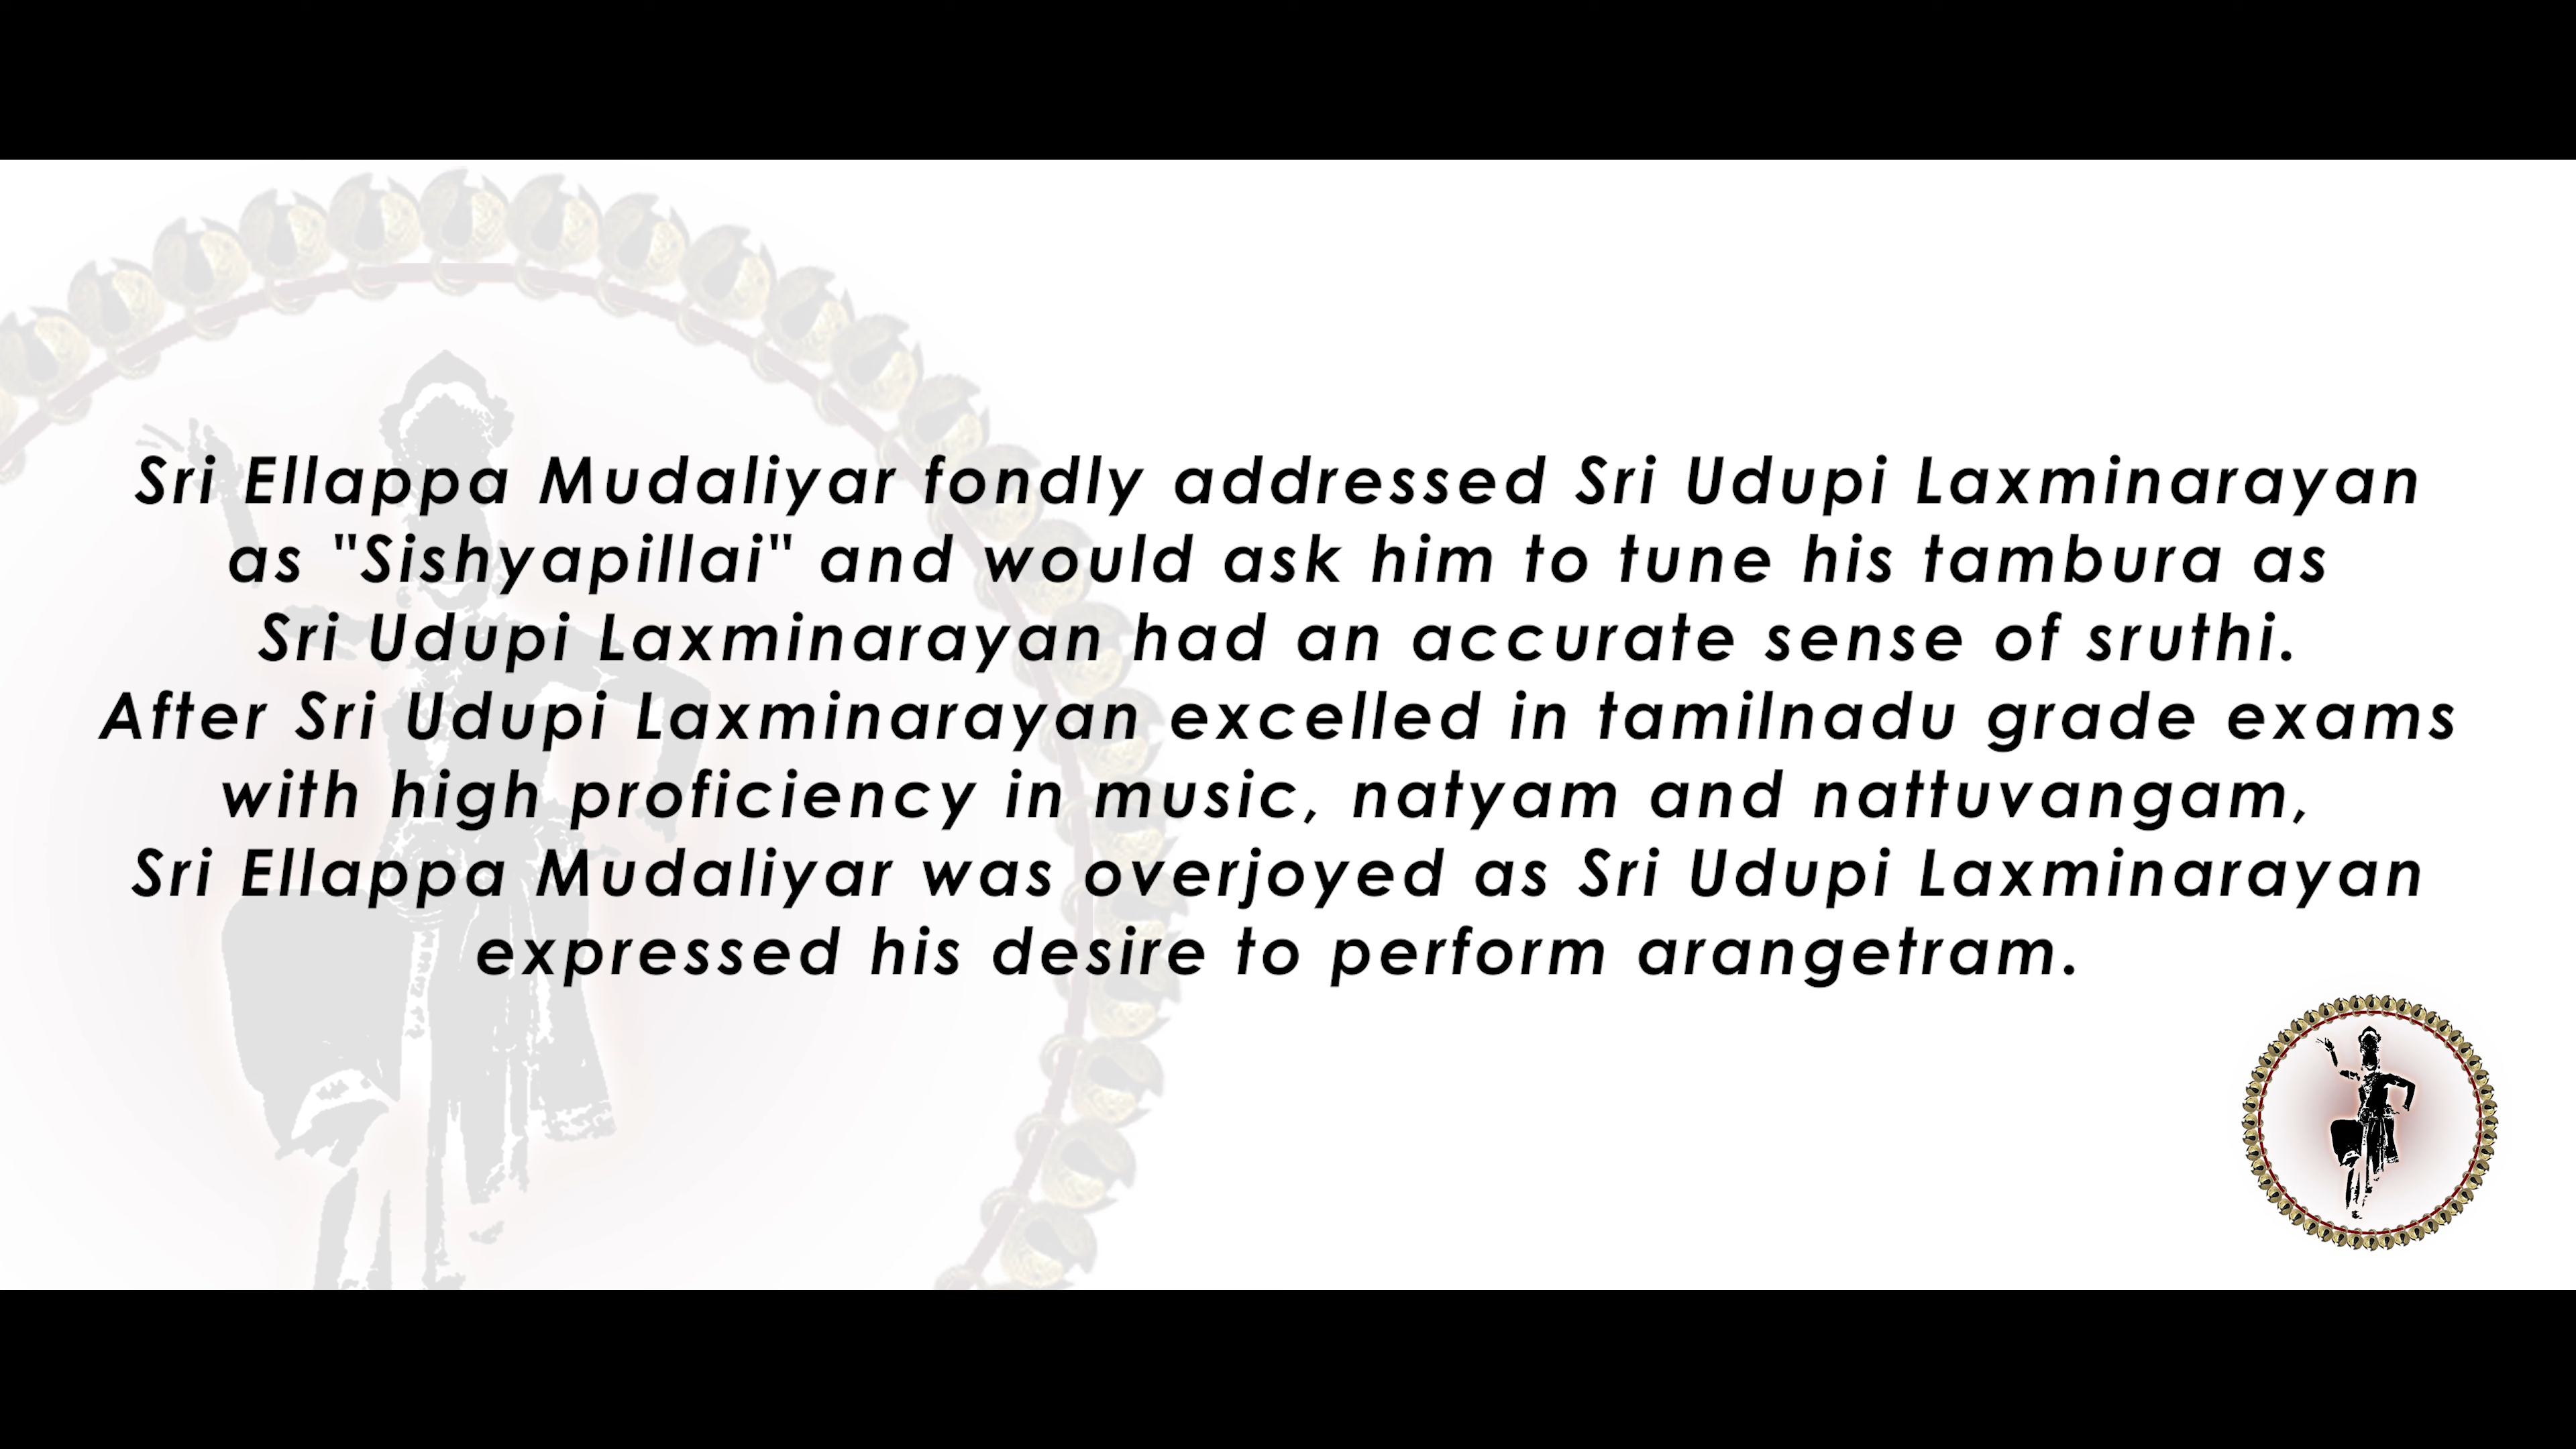 Sri Ellappa Mudaliyar fondly addressed Sri Udupi Laxminarayan
as "Sishyapillai" and would ask him to tune his tambura as
Sri Udupi Laxminarayan had an accurate sense of sruthi.
After Sri Udupi Laxminarayan excelled in tamilnadu grade exams
with high proficiency in music, natyam and nattuvangam,
Sri Ellappa Mudaliyar was overjoyed as Sri Udupi Laxminarayan
expressed his desire to perform arangetram.